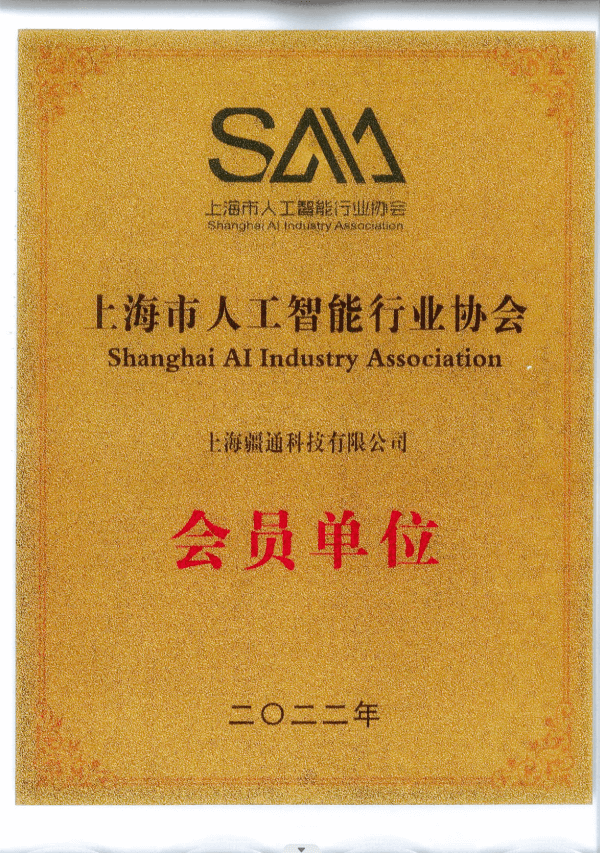 SAIA
上海市人工智能行业协会
Shanghai AI Industry Association
上海市人工智能行业协会
Shanghai AI Industry Association
上海疆通科技有限公司
会员单位
二〇二二年